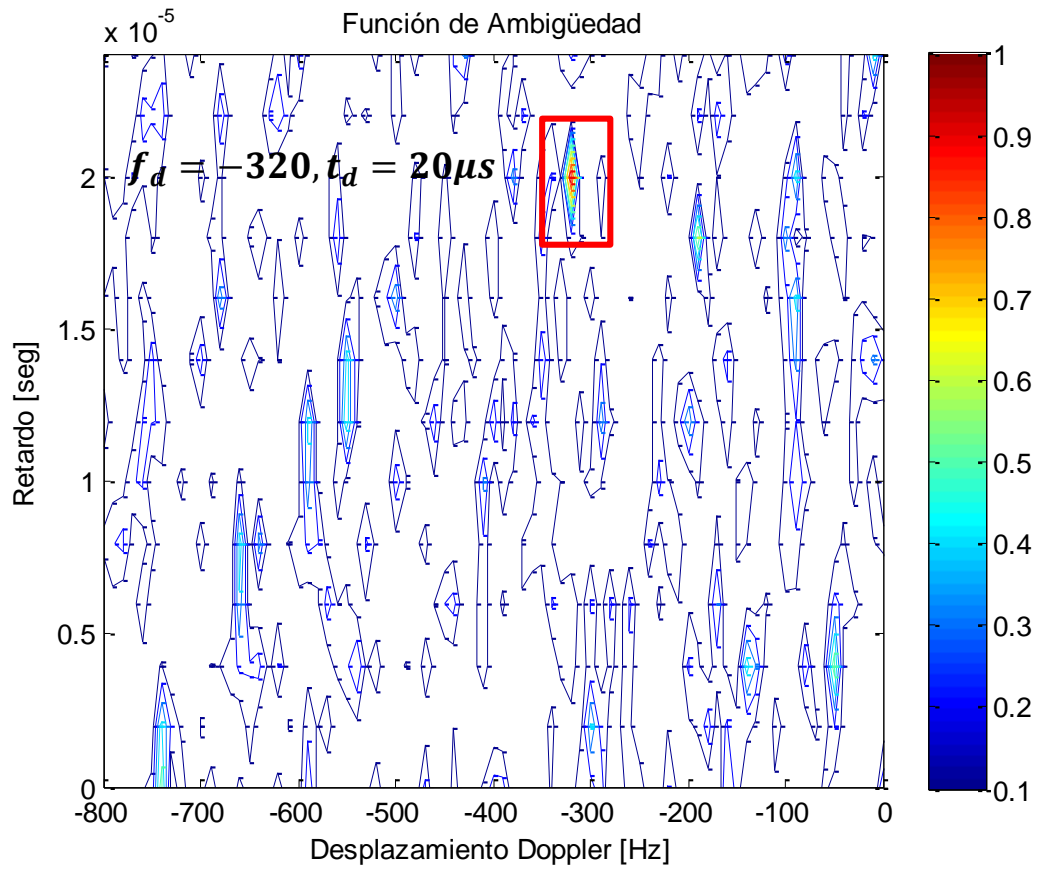 Función de Ambigüedad
x 10^-5
f_d = −320, t_d = 20μs
2
1.5
1
0.5
0
Retardo [seg]
-800 -700 -600 -500 -400 -300 -200 -100 0
Desplazamiento Doppler [Hz]
1
0.9
0.8
0.7
0.6
0.5
0.4
0.3
0.2
0.1